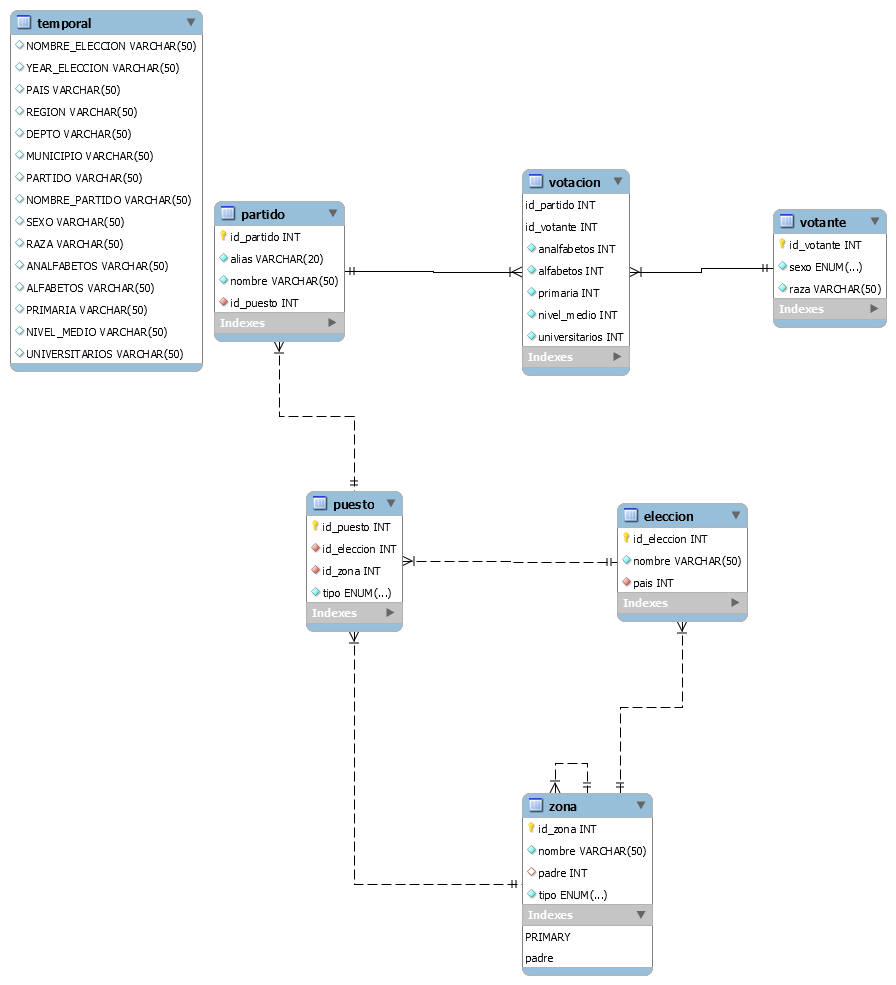 temporal
NOMBRE_ELECCION VARCHAR(50)
YEAR_ELECCION VARCHAR(50)
PAIS VARCHAR(50)
REGION VARCHAR(50)
DEPTO VARCHAR(50)
MUNICIPIO VARCHAR(50)
PARTIDO VARCHAR(50)
NOMBRE_PARTIDO VARCHAR(50)
SEXO VARCHAR(50)
RAZA VARCHAR(50)
ANALFABETOS VARCHAR(50)
ALFABETOS VARCHAR(50)
PRIMARIA VARCHAR(50)
NIVEL_MEDIO VARCHAR(50)
UNIVERSITARIOS VARCHAR(50)
partido
id_partido INT
alias VARCHAR(20)
nombre VARCHAR(50)
id_puesto INT
Indexes
votacion
id_partido INT
id_votante INT
analfabetos INT
alfabetos INT
primaria INT
nivel_medio INT
universitarios INT
Indexes
votante
id_votante INT
sexo ENUM(...)
raza VARCHAR(50)
Indexes
puesto
id_puesto INT
id_eleccion INT
id_zona INT
tipo ENUM(...)
Indexes
eleccion
id_eleccion INT
nombre VARCHAR(50)
pais INT
Indexes
zona
id_zona INT
nombre VARCHAR(50)
padre INT
tipo ENUM(...)
Indexes
PRIMARY
padre